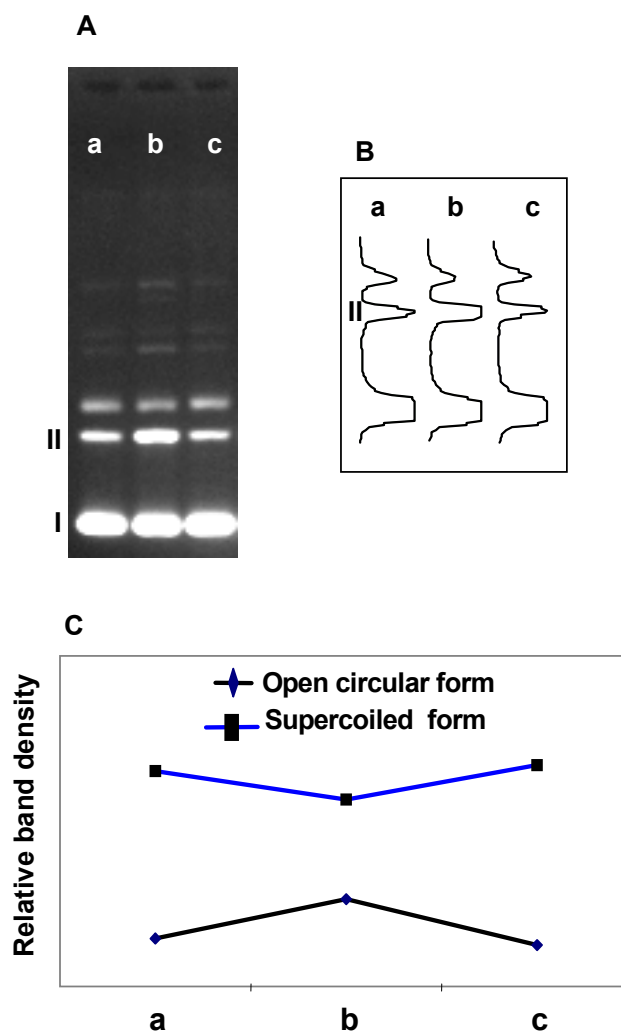 A
a b c
II
I
B
a b c
II
C
Relative band density
Open circular form
Supercoiled form
a b c